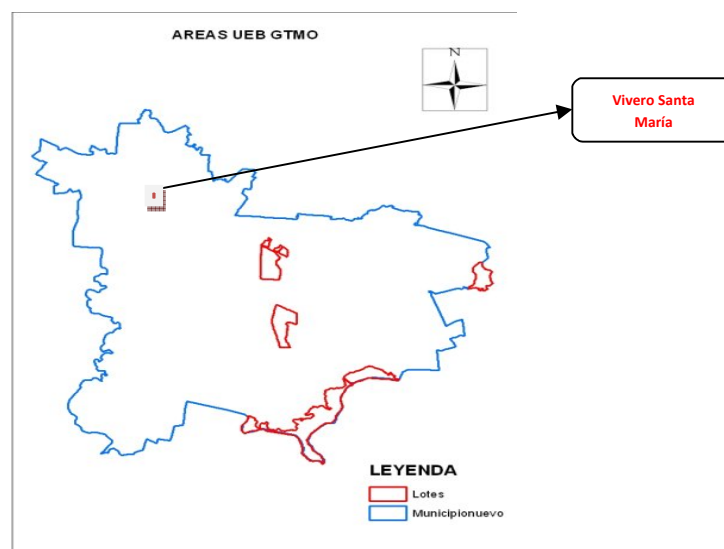 AREAS UEB GTMO
N
Vivero Santa
María
LEYENDA
Lotes
Municipionuevo